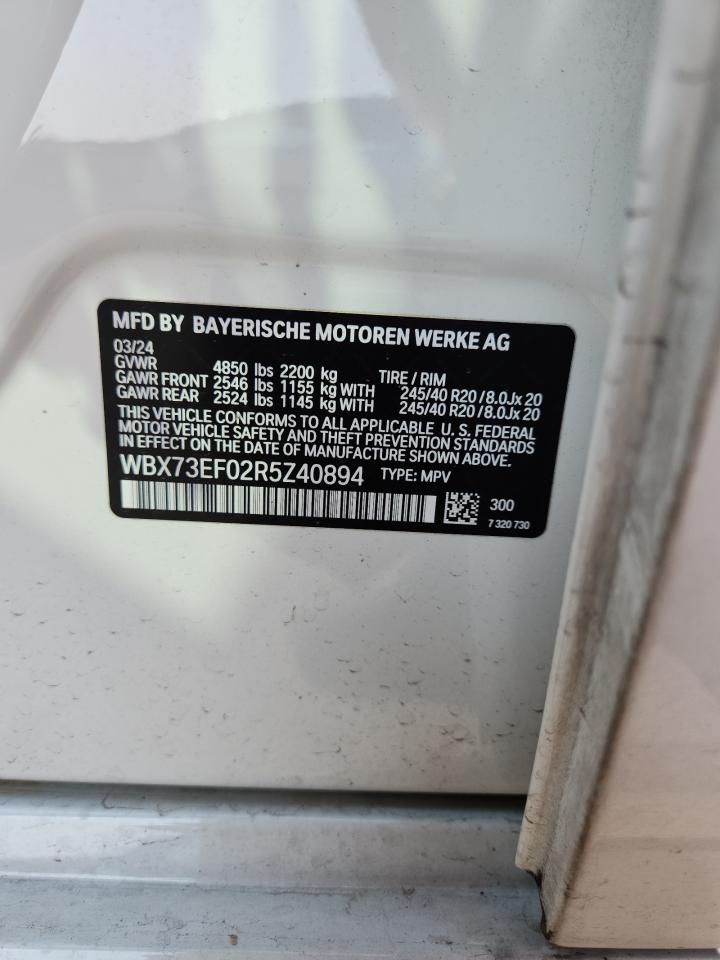 MFD BY BAYERISCHE MOTOREN WERKE AG
03/24
GVWR 4850 lbs 2200 kg TIRE / RIM
GAWR FRONT 2546 lbs 1155 kg WITH 245/40 R20 / 8.0Jx 20
GAWR REAR 2524 lbs 1145 kg WITH 245/40 R20 / 8.0Jx 20
THIS VEHICLE CONFORMS TO ALL APPLICABLE U. S. FEDERAL
MOTOR VEHICLE SAFETY AND THEFT PREVENTION STANDARDS
IN EFFECT ON THE DATE OF MANUFACTURE SHOWN ABOVE.
WBX73EF02R5Z40894 TYPE: MPV
300
7 320 730